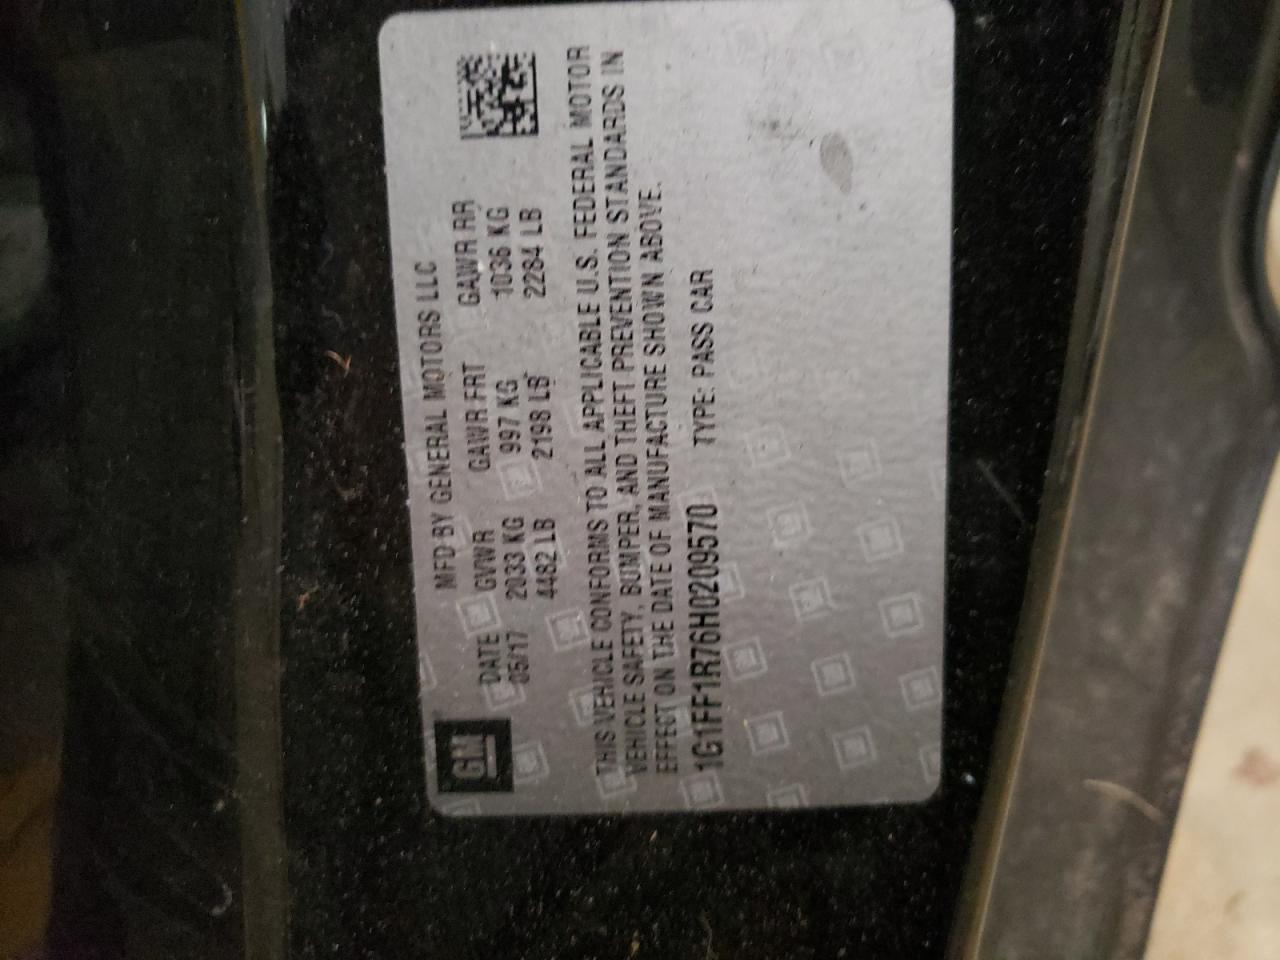 GM
MFD BY GENERAL MOTORS LLC
DATE GVWR GAWR FRT GAWR RR
05/17 2033 KG 997 KG 1036 KG
4482 LB 2198 LB 2284 LB
THIS VEHICLE CONFORMS TO ALL APPLICABLE U.S. FEDERAL MOTOR
VEHICLE SAFETY, BUMPER, AND THEFT PREVENTION STANDARDS IN
EFFECT ON THE DATE OF MANUFACTURE SHOWN ABOVE.
1G1FF1R76H0209570 TYPE: PASS CAR